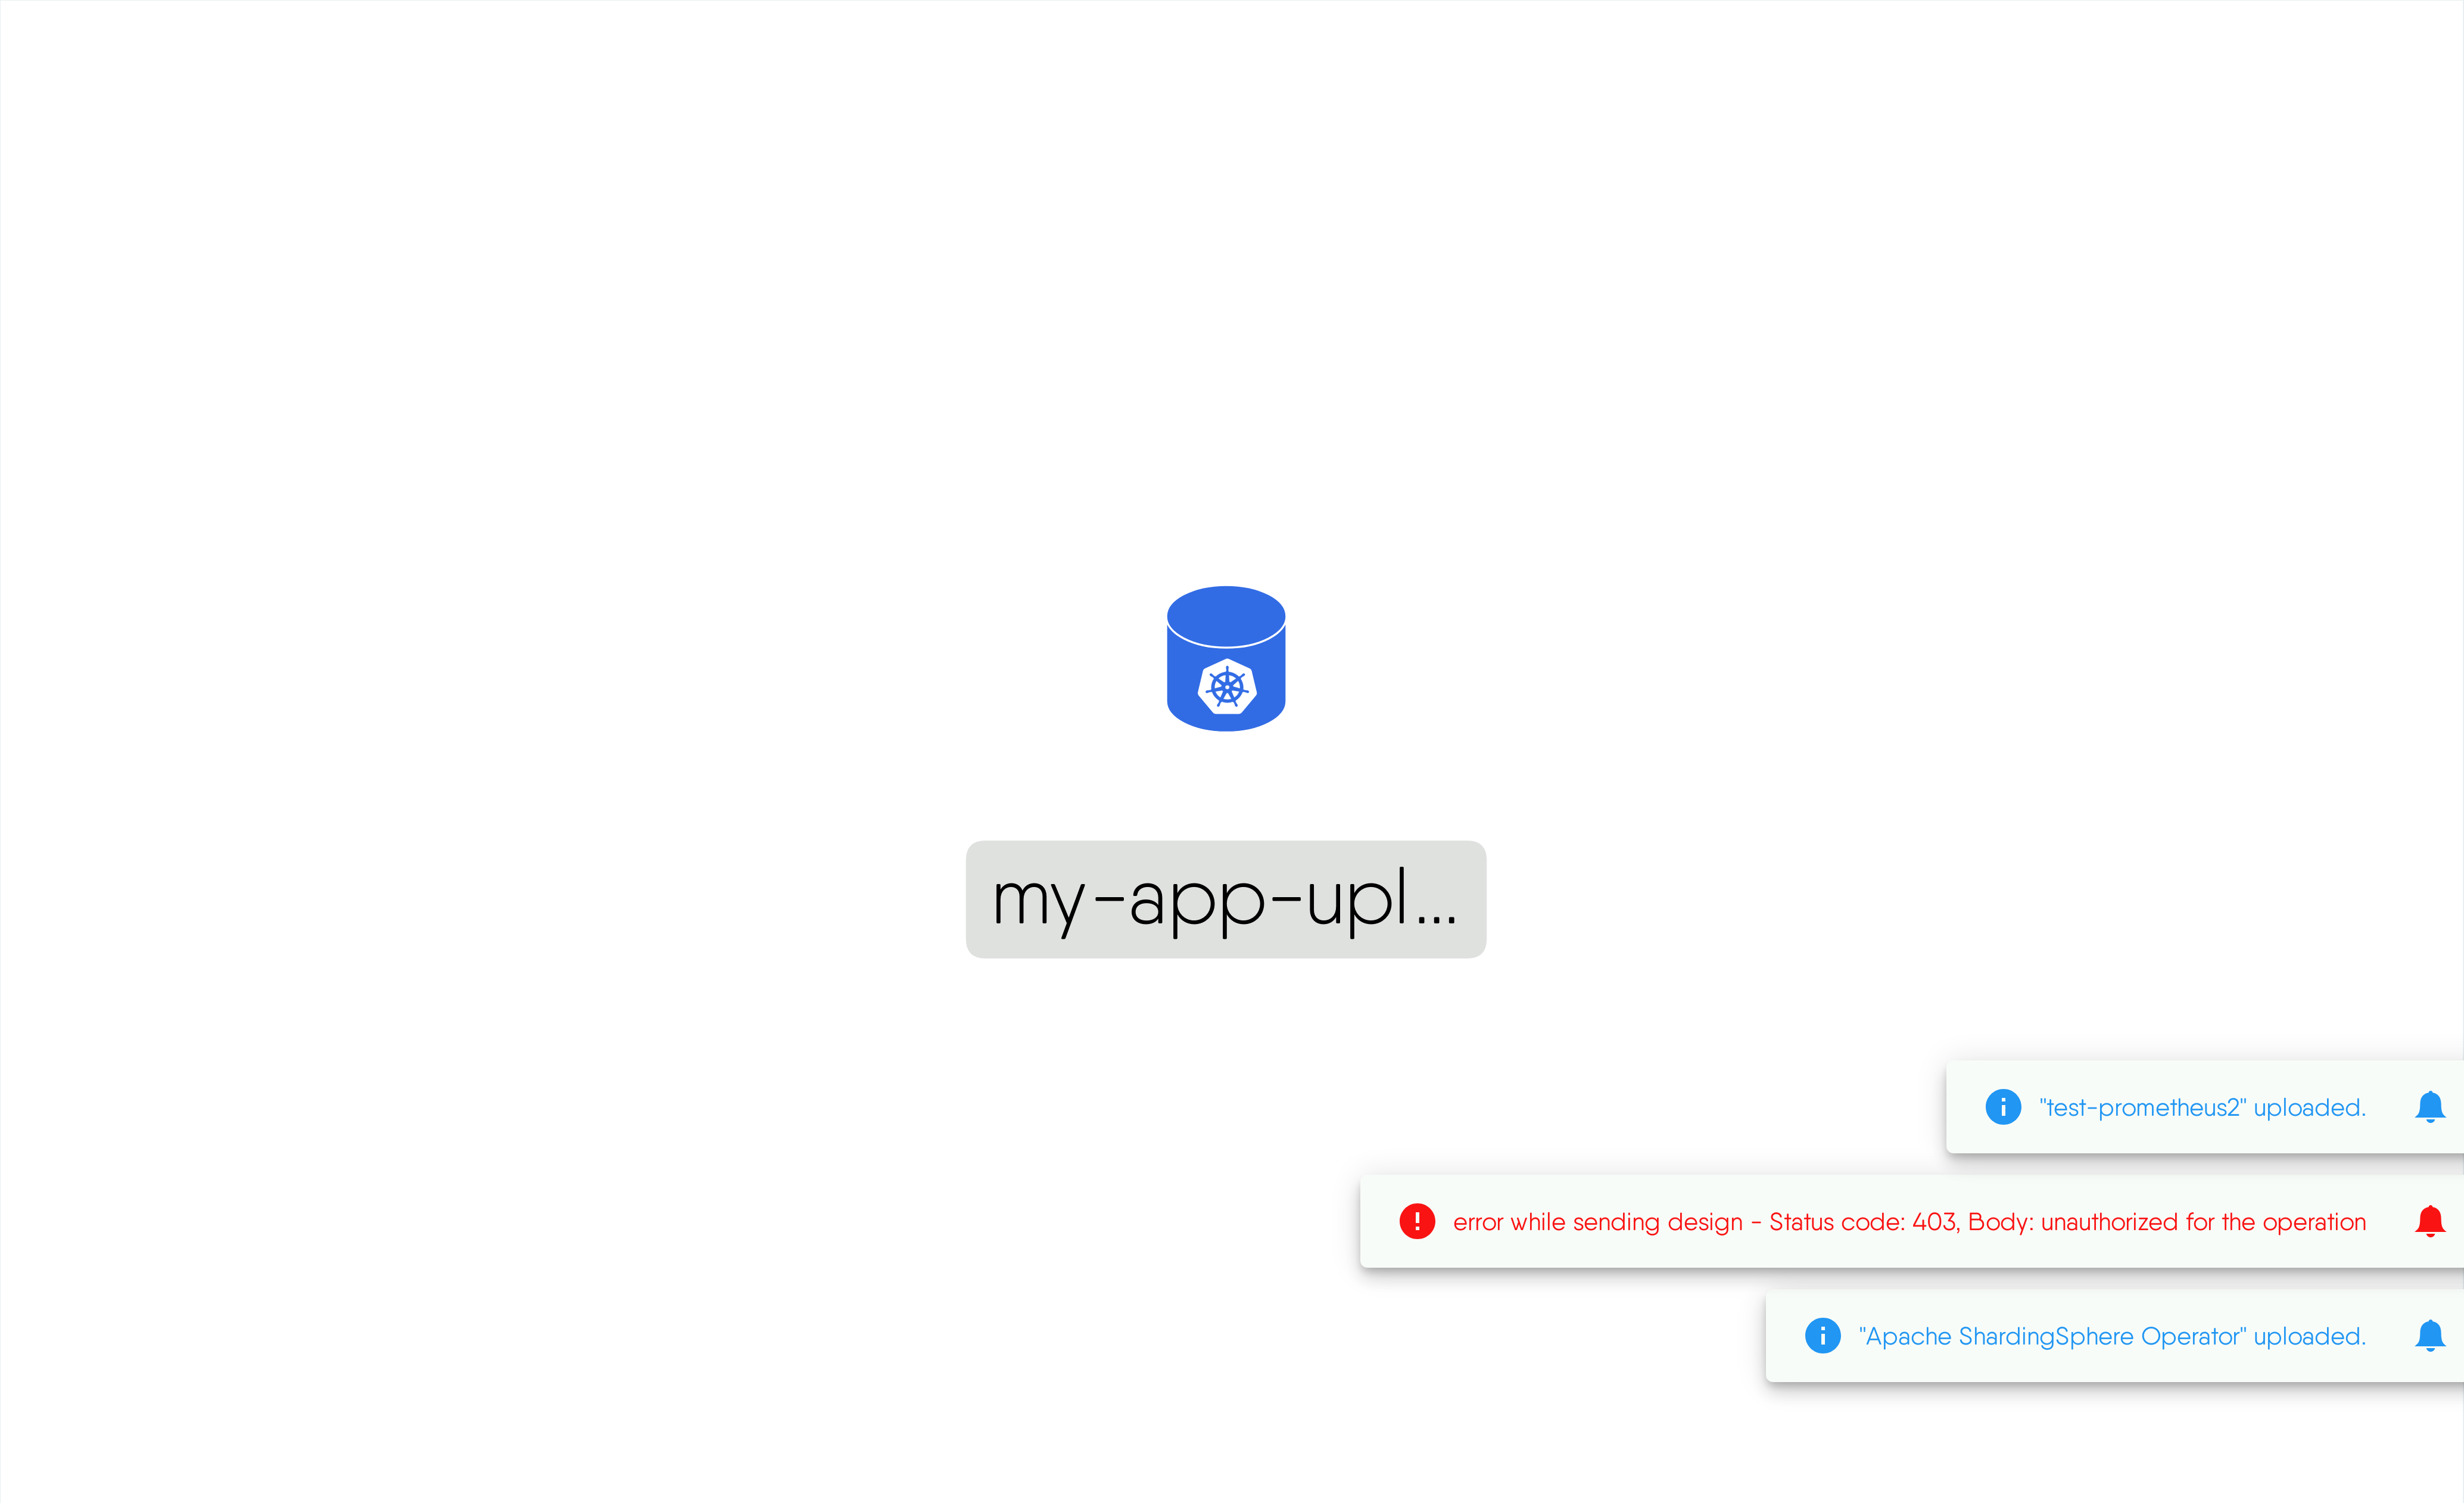 my-app-upl...
"test-prometheus2" uploaded.
error while sending design - Status code: 403, Body: unauthorized for the operation
"Apache ShardingSphere Operator" uploaded.